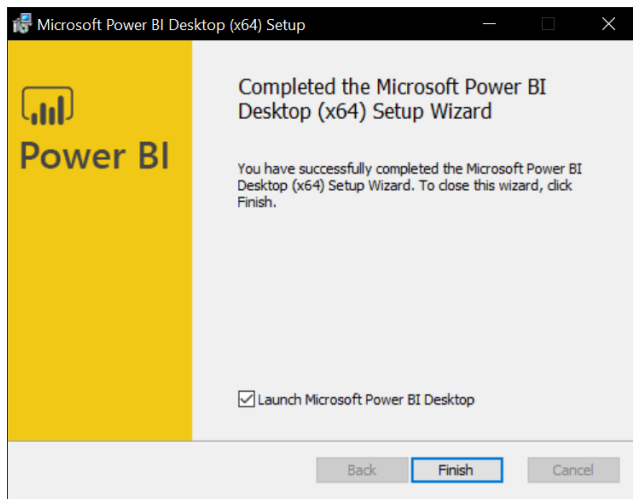 Microsoft Power BI Desktop (x64) Setup
Power BI
Completed the Microsoft Power BI
Desktop (x64) Setup Wizard
You have successfully completed the Microsoft Power BI
Desktop (x64) Setup Wizard. To close this wizard, click
Finish.
Launch Microsoft Power BI Desktop
Back
Finish
Cancel